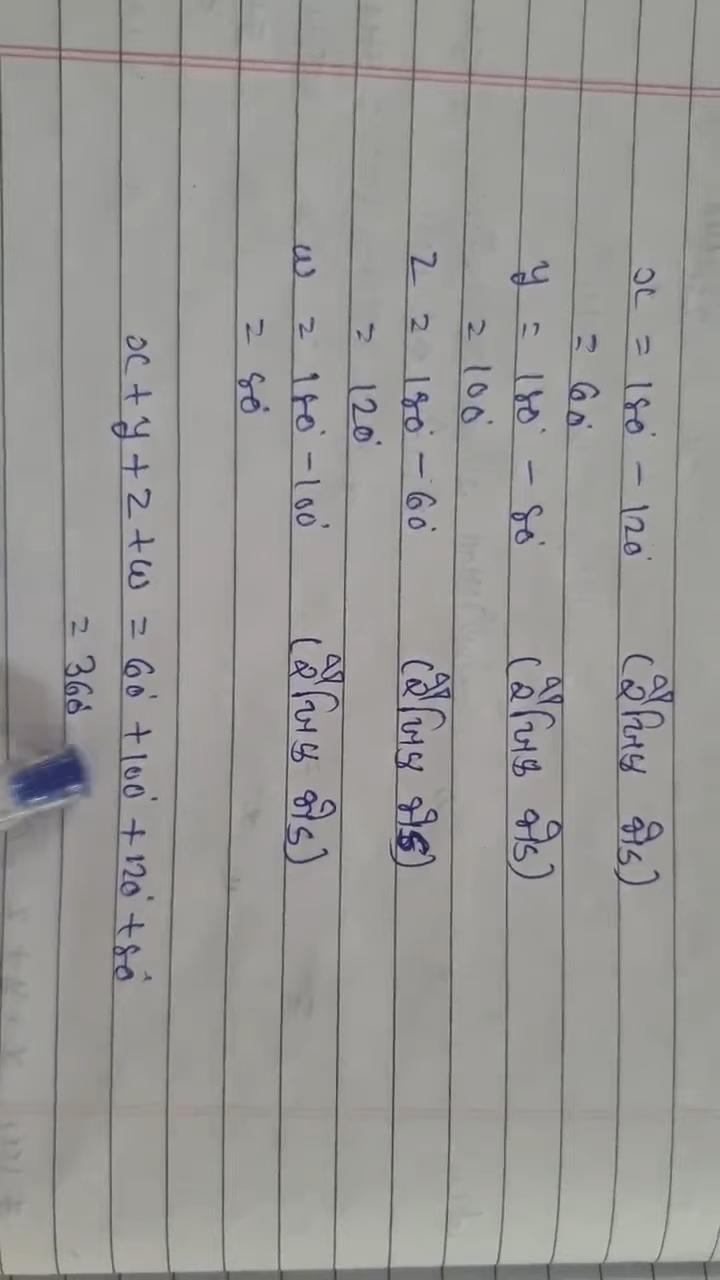 x = 180° - 120° (રૈખિક જોડ)
= 60°
y = 180° - 80° (રૈખિક જોડ)
= 100°
z = 180° - 60° (રૈખિક જોડ)
= 120°
w = 180° - 100° (રૈખિક જોડ)
= 80°
x + y + z + w = 60° + 100° + 120° + 80°
= 360°